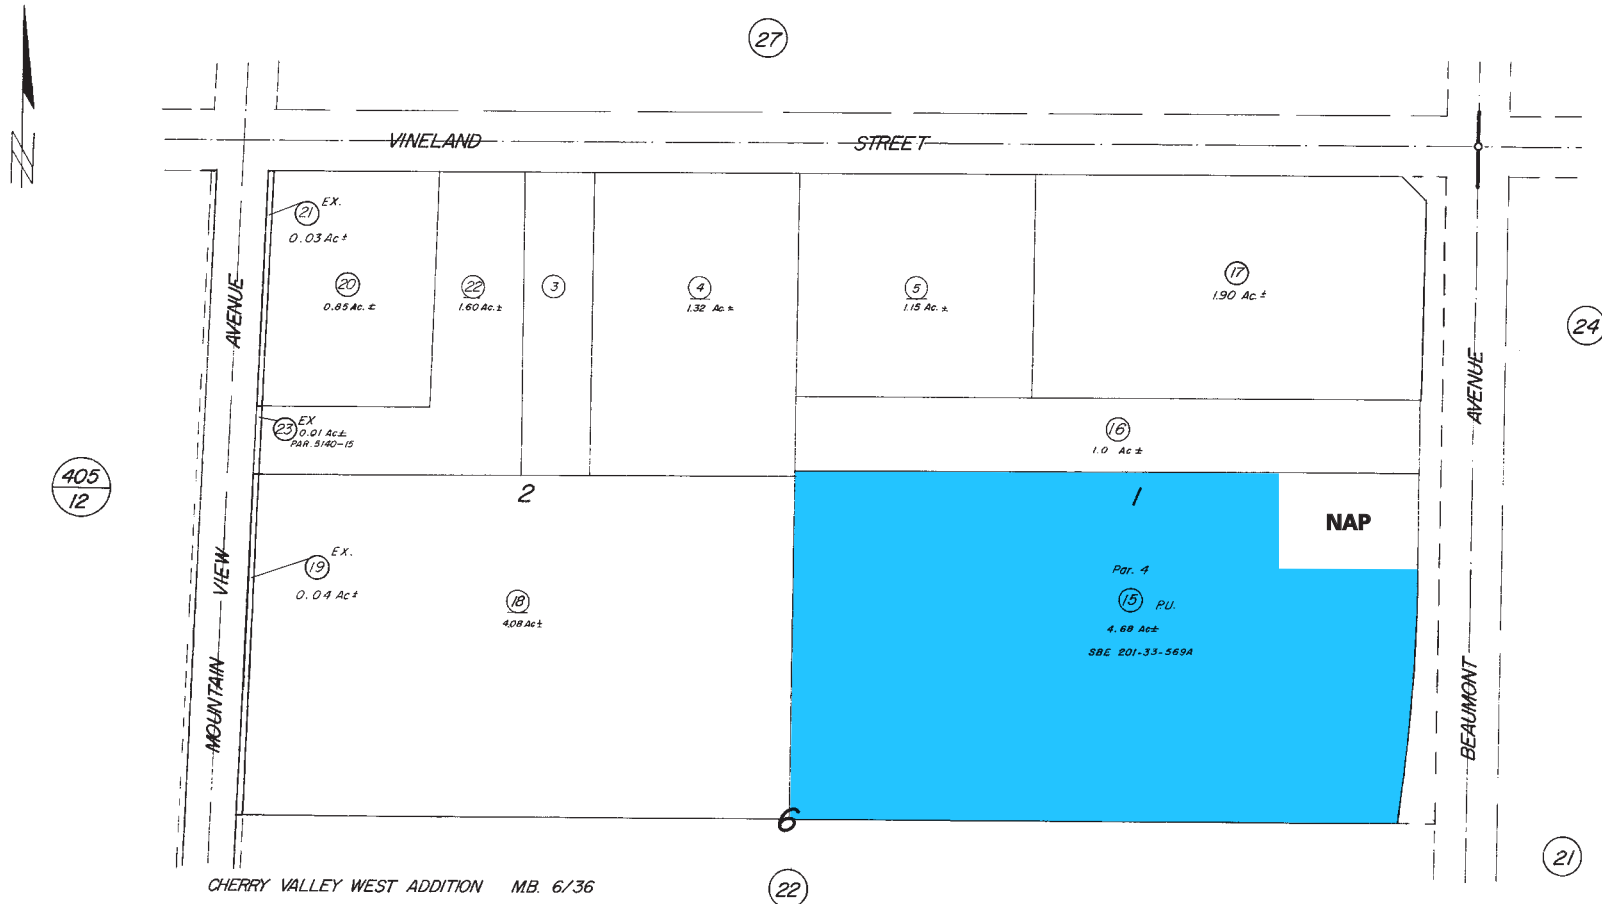 27
N
VINELAND STREET
21 EX.
0.03 Ac ±
20
0.85 Ac. ±
22
1.60 Ac. ±
3
4
1.32 Ac. ±
5
1.15 Ac. ±
17
1.90 Ac. ±
24
AVENUE
AVENUE
23 EX
0.01 Ac ±
PAR. 5140-15
16
1.0 Ac ±
405
12
2
1
NAP
EX.
19
0.04 Ac ±
VIEW
18
4.08 Ac ±
Par. 4
15 P.U.
4.68 Ac ±
SBE 201-33-569A
MOUNTAIN
BEAUMONT
6
21
CHERRY VALLEY WEST ADDITION M.B. 6/36
22